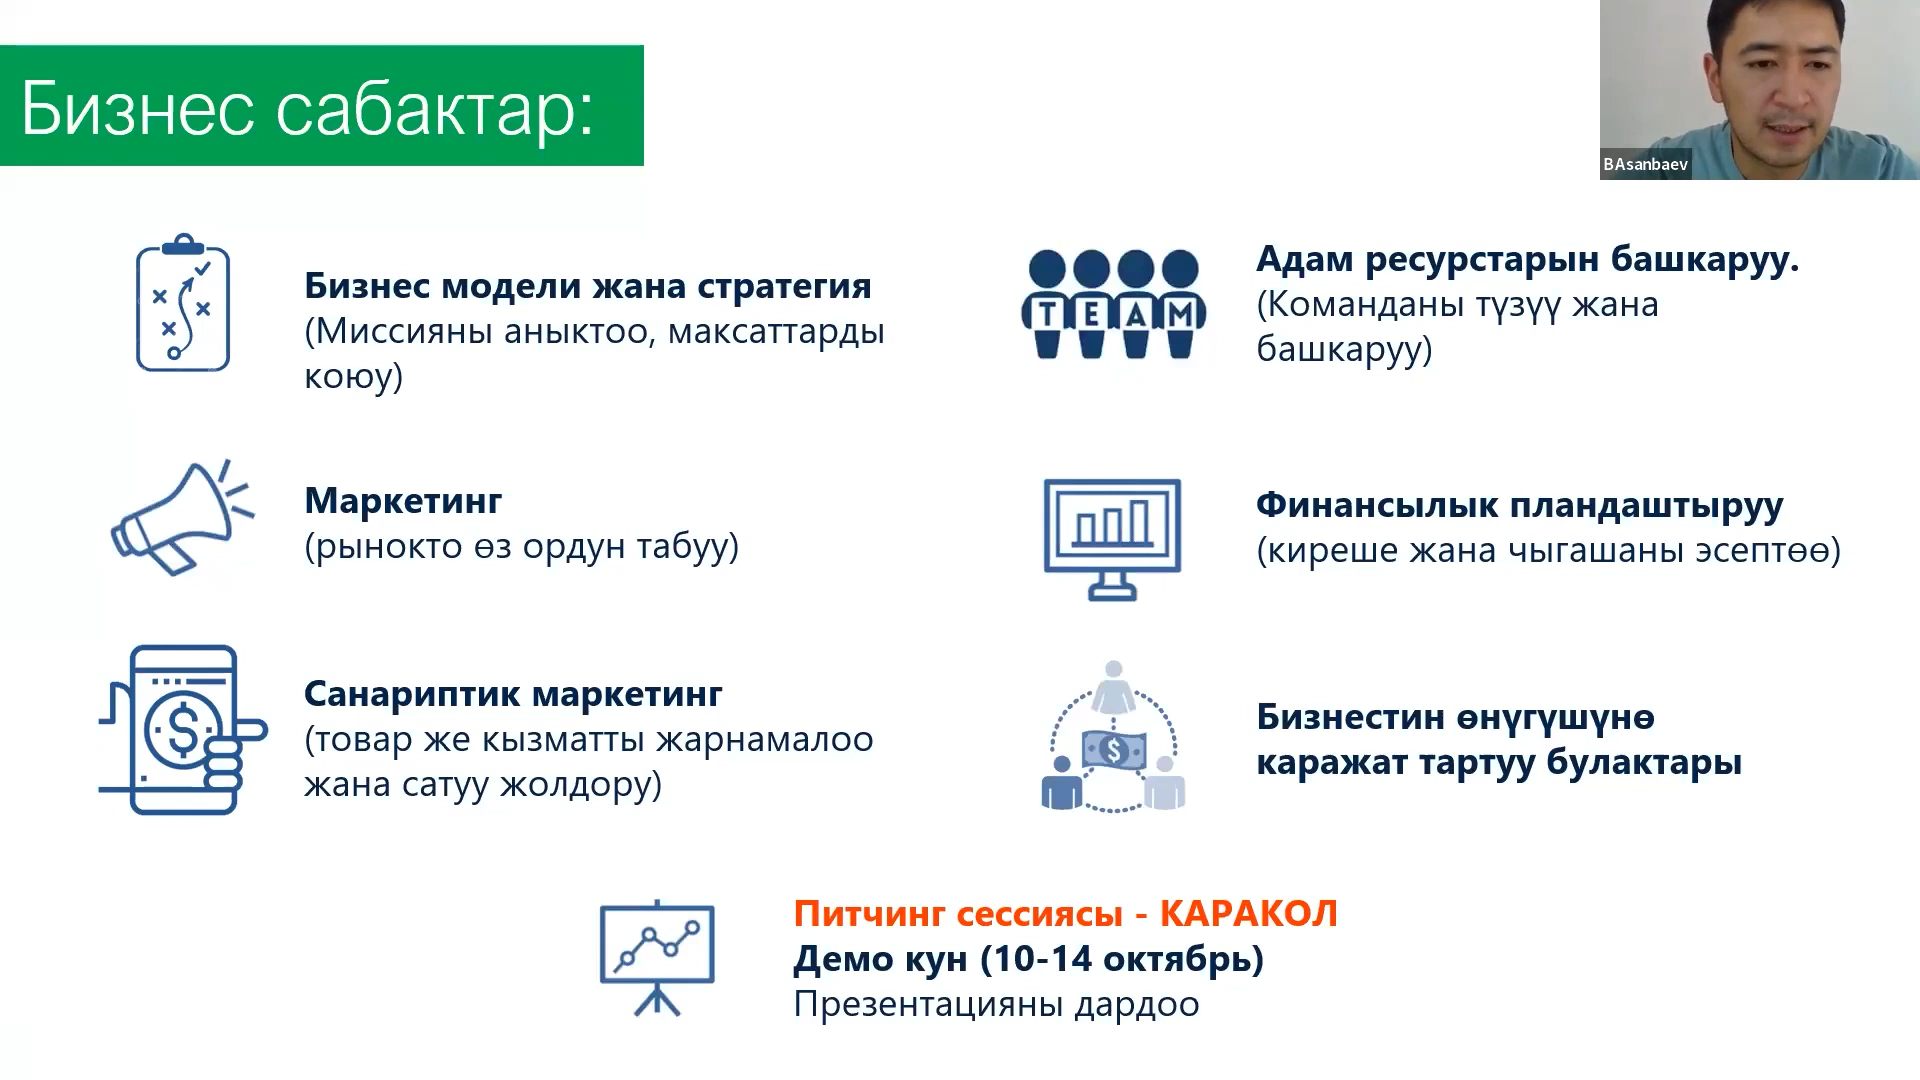 Бизнес сабактар:
BAsanbaev
Бизнес модели жана стратегия
(Миссияны аныктоо, максаттарды
коюу)
Маркетинг
(рынокто өз ордун табуу)
Санариптик маркетинг
(товар же кызматты жарнамалоо
жана сатуу жолдору)
TEAM
Адам ресурстарын башкаруу.
(Команданы түзүү жана
башкаруу)
Финансылык пландаштыруу
(киреше жана чыгашаны эсептөө)
Бизнестин өнүгүшүнө
каражат тартуу булактары
Питчинг сессиясы - КАРАКОЛ
Демо кун (10-14 октябрь)
Презентацияны дардоо